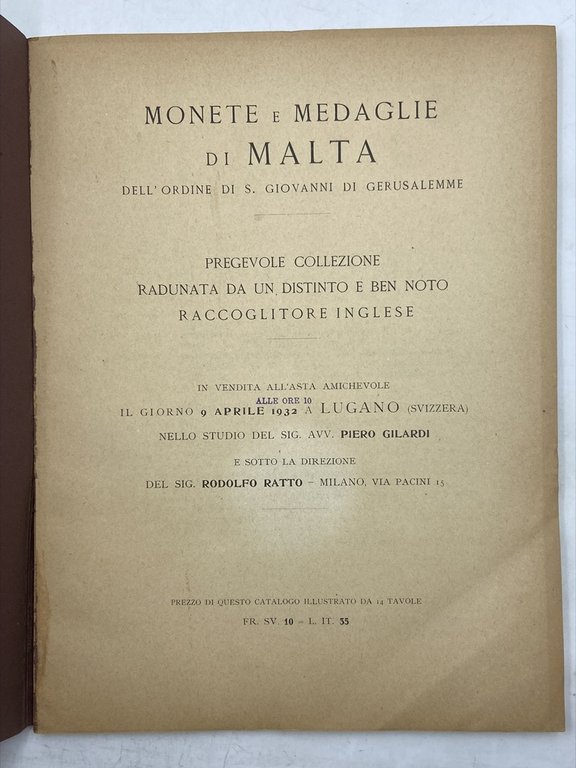 MONETE E MEDAGLIE
DI MALTA
DELL'ORDINE DI S. GIOVANNI DI GERUSALEMME
PREGEVOLE COLLEZIONE
RADUNATA DA UN DISTINTO E BEN NOTO
RACCOGLITORE INGLESE
IN VENDITA ALL'ASTA AMICHEVOLE
ALLE ORE 10
IL GIORNO 9 APRILE 1932 A LUGANO (SVIZZERA)
NELLO STUDIO DEL SIG. AVV. PIERO GILARDI
E SOTTO LA DIREZIONE
DEL SIG. RODOLFO RATTO – MILANO, VIA PACINI 15
PREZZO DI QUESTO CATALOGO ILLUSTRATO DA 14 TAVOLE
FR. SV. 10 – L. IT. 35